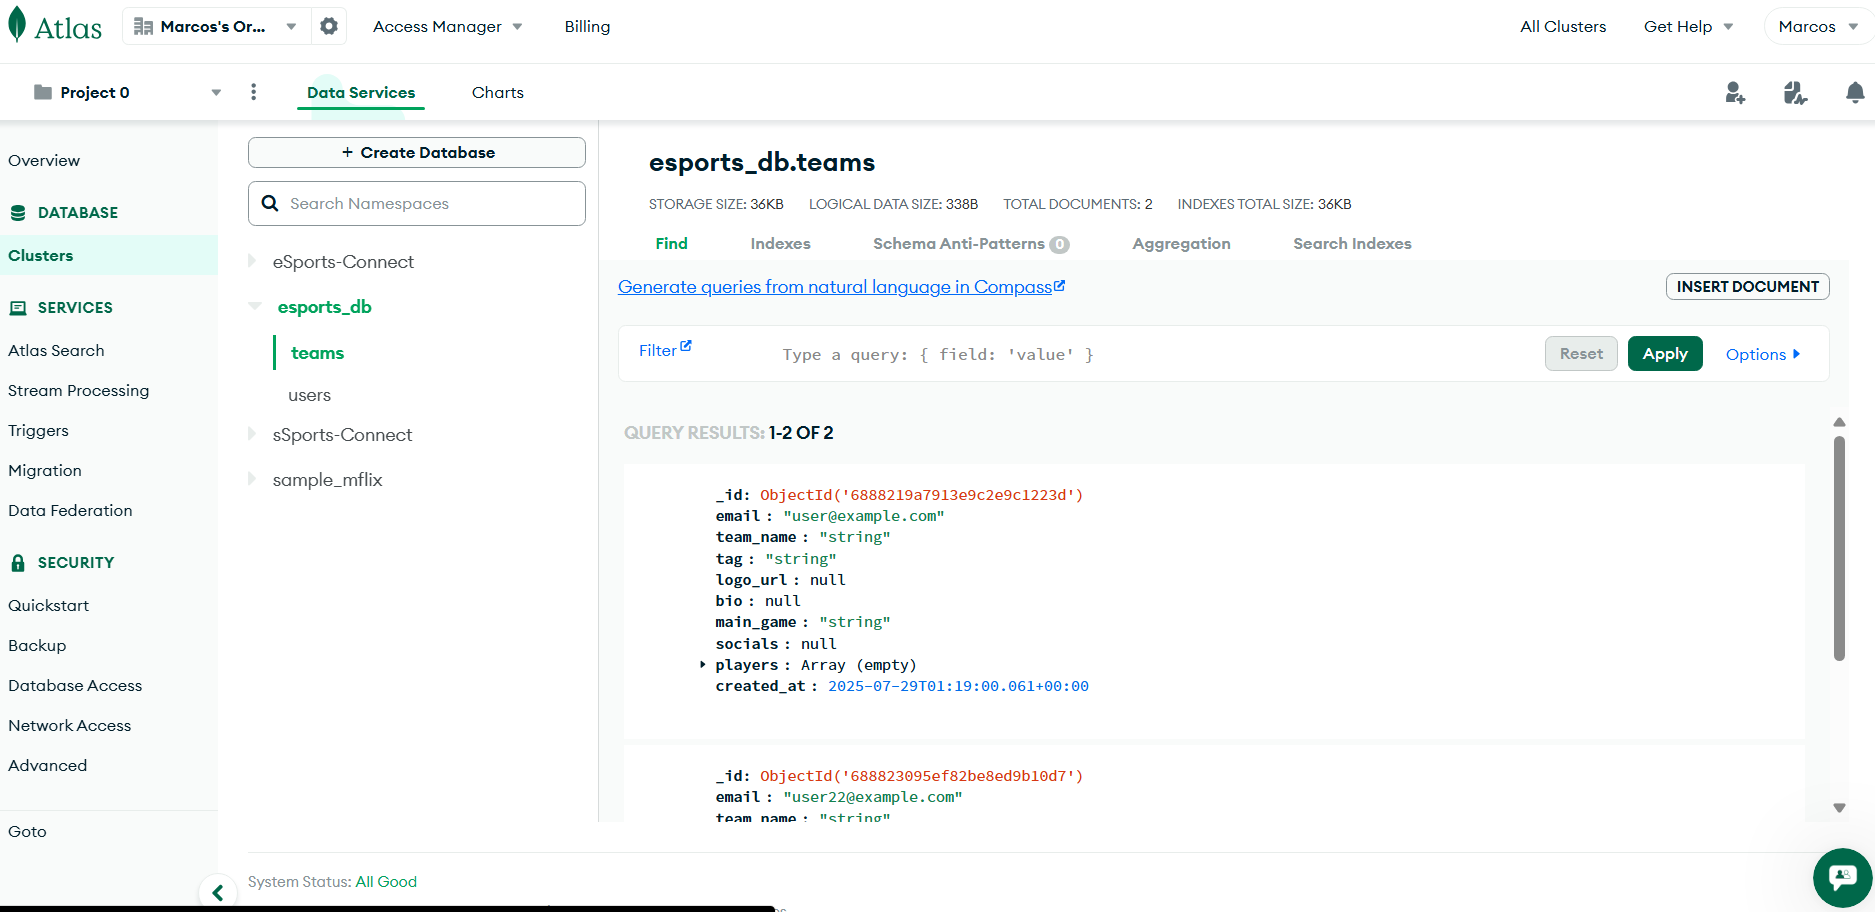 Atlas
Marcos's Or...
Access Manager
Billing
All Clusters
Get Help
Marcos
Project 0
Data Services
Charts
Overview
DATABASE
Clusters
SERVICES
Atlas Search
Stream Processing
Triggers
Migration
Data Federation
SECURITY
Quickstart
Backup
Database Access
Network Access
Advanced
Goto
+ Create Database
Search Namespaces
eSports-Connect
esports_db
teams
users
sSports-Connect
sample_mflix
esports_db.teams
STORAGE SIZE: 36KB LOGICAL DATA SIZE: 338B TOTAL DOCUMENTS: 2 INDEXES TOTAL SIZE: 36KB
Find Indexes Schema Anti-Patterns 0 Aggregation Search Indexes
Generate queries from natural language in Compass
INSERT DOCUMENT
Filter
Type a query: { field: 'value' }
Reset
Apply
Options
QUERY RESULTS: 1-2 OF 2
_id: ObjectId('6888219a7913e9c2e9c1223d')
email : "user@example.com"
team_name : "string"
tag : "string"
logo_url : null
bio : null
main_game : "string"
socials : null
players : Array (empty)
created_at : 2025-07-29T01:19:00.061+00:00
_id: ObjectId('688823095ef82be8ed9b10d7')
email : "user22@example.com"
team_name : "string"
System Status: All Good